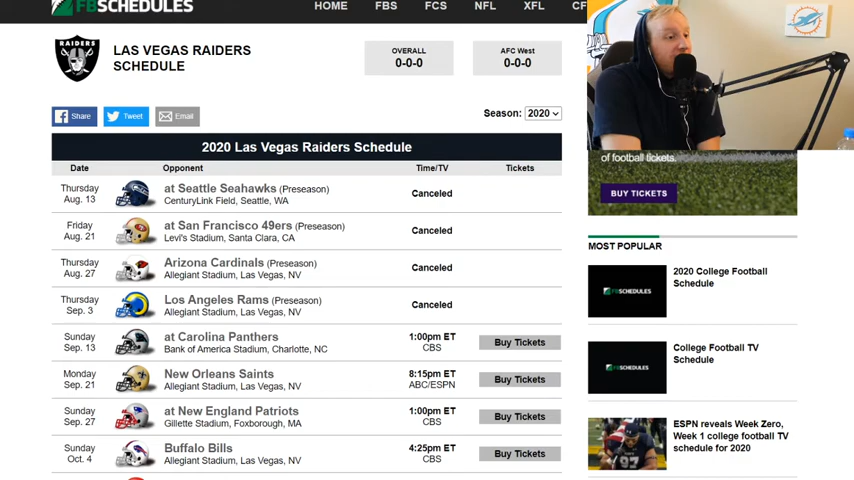 FBSCHEDULES
HOME FBS FCS NFL XFL CF
RAIDERS
LAS VEGAS RAIDERS
SCHEDULE
OVERALL
0-0-0
AFC West
0-0-0
Share
Tweet
Email
Season: 2020
2020 Las Vegas Raiders Schedule
Date Opponent Time/TV Tickets
Thursday
Aug. 13
at Seattle Seahawks (Preseason)
CenturyLink Field, Seattle, WA
Canceled
Friday
Aug. 21
at San Francisco 49ers (Preseason)
Levi's Stadium, Santa Clara, CA
Canceled
Thursday
Aug. 27
Arizona Cardinals (Preseason)
Allegiant Stadium, Las Vegas, NV
Canceled
Thursday
Sep. 3
Los Angeles Rams (Preseason)
Allegiant Stadium, Las Vegas, NV
Canceled
Sunday
Sep. 13
at Carolina Panthers
Bank of America Stadium, Charlotte, NC
1:00pm ET
CBS
Buy Tickets
Monday
Sep. 21
New Orleans Saints
Allegiant Stadium, Las Vegas, NV
8:15pm ET
ABC/ESPN
Buy Tickets
Sunday
Sep. 27
at New England Patriots
Gillette Stadium, Foxborough, MA
1:00pm ET
CBS
Buy Tickets
Sunday
Oct. 4
Buffalo Bills
Allegiant Stadium, Las Vegas, NV
4:25pm ET
CBS
Buy Tickets
of football tickets.
BUY TICKETS
MOST POPULAR
FBSCHEDULES
2020 College Football
Schedule
FBSCHEDULES
College Football TV
Schedule
97
ESPN reveals Week Zero,
Week 1 college football TV
schedule for 2020